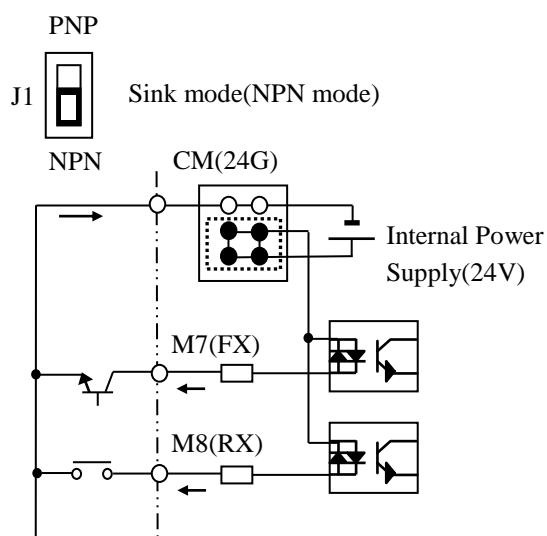 PNP
J1
Sink mode(NPN mode)
NPN
CM(24G)
Internal Power
Supply(24V)
M7(FX)
M8(RX)